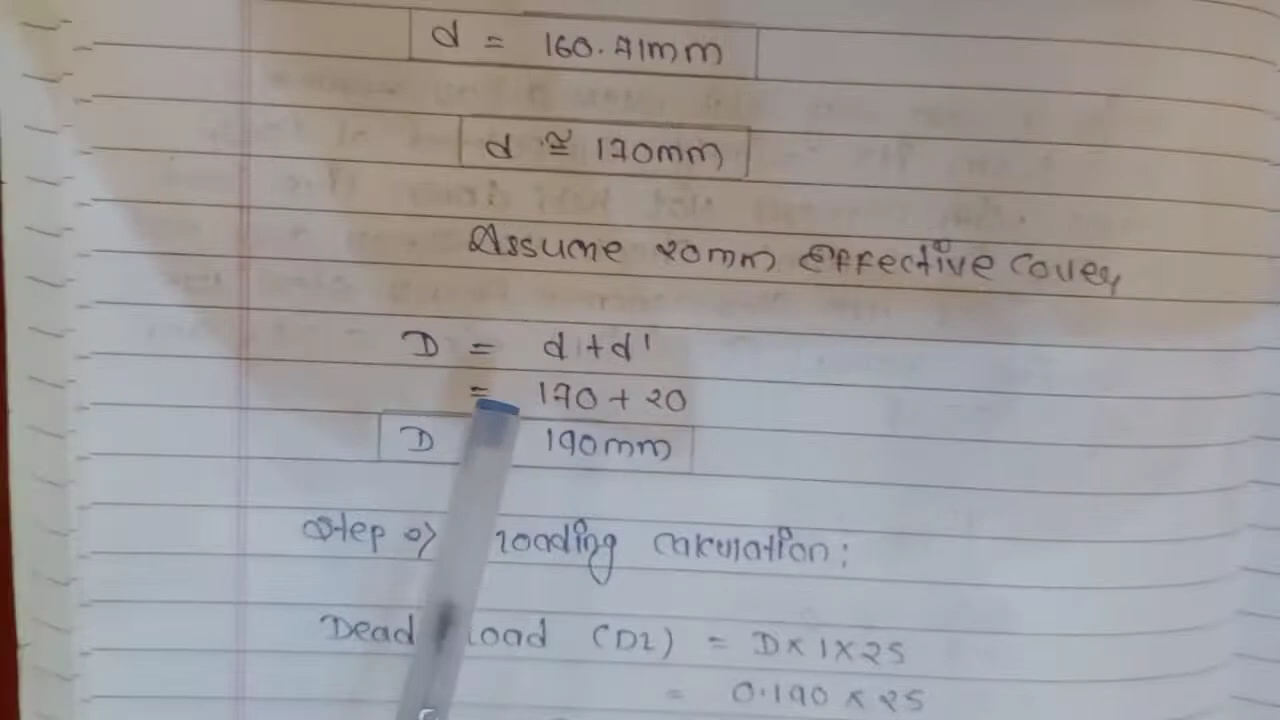 d = 160.71mm
d ≅ 170mm
Assume 20mm Effective Cover
D = d+d'
= 170+20
D 190mm
Step loading calculation:
Dead Load (DL) = D×1×25
= 0.190 × 25